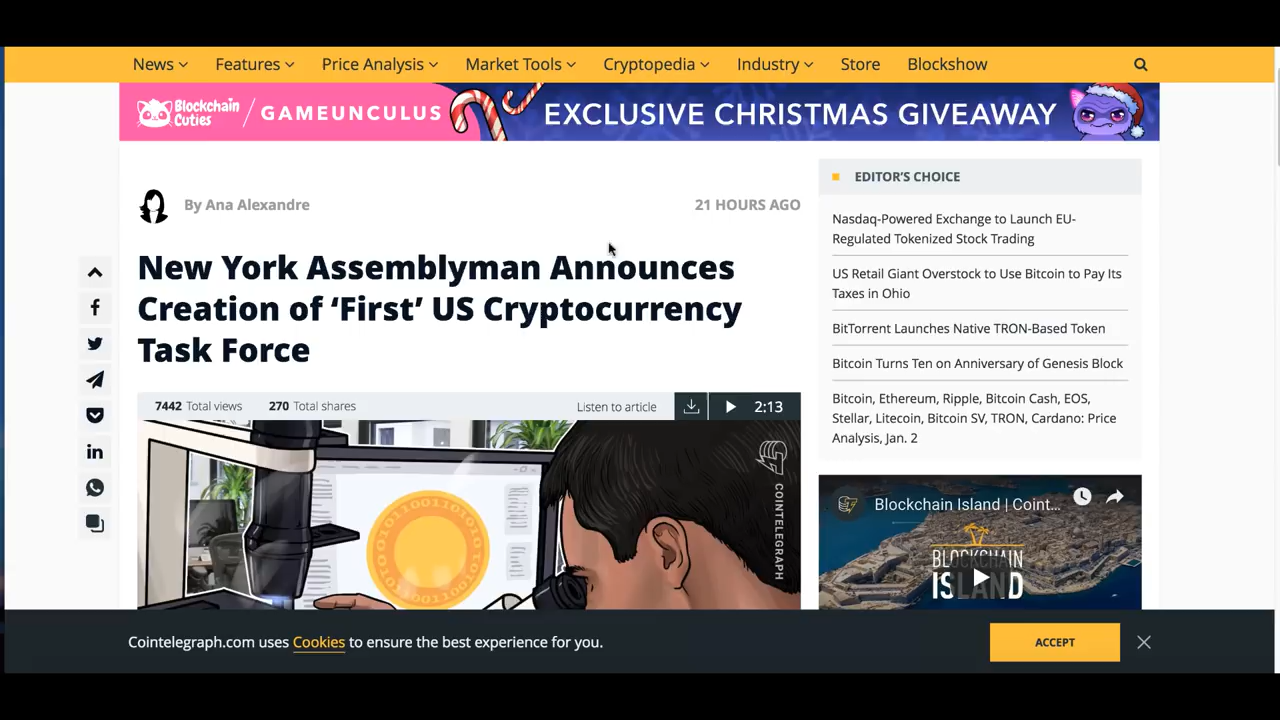 News Features Price Analysis Market Tools Cryptopedia Industry Store Blockshow
Blockchain
Cuties
GAMEUNCULUS
EXCLUSIVE CHRISTMAS GIVEAWAY
By Ana Alexandre
21 HOURS AGO
New York Assemblyman Announces
Creation of ‘First’ US Cryptocurrency
Task Force
7442 Total views 270 Total shares Listen to article 2:13
COINTELEGRAPH
EDITOR’S CHOICE
Nasdaq-Powered Exchange to Launch EU-
Regulated Tokenized Stock Trading
US Retail Giant Overstock to Use Bitcoin to Pay Its
Taxes in Ohio
BitTorrent Launches Native TRON-Based Token
Bitcoin Turns Ten on Anniversary of Genesis Block
Bitcoin, Ethereum, Ripple, Bitcoin Cash, EOS,
Stellar, Litecoin, Bitcoin SV, TRON, Cardano: Price
Analysis, Jan. 2
Blockchain Island | Coint...
BLOCKCHAIN
ISLAND
Cointelegraph.com uses Cookies to ensure the best experience for you.
ACCEPT